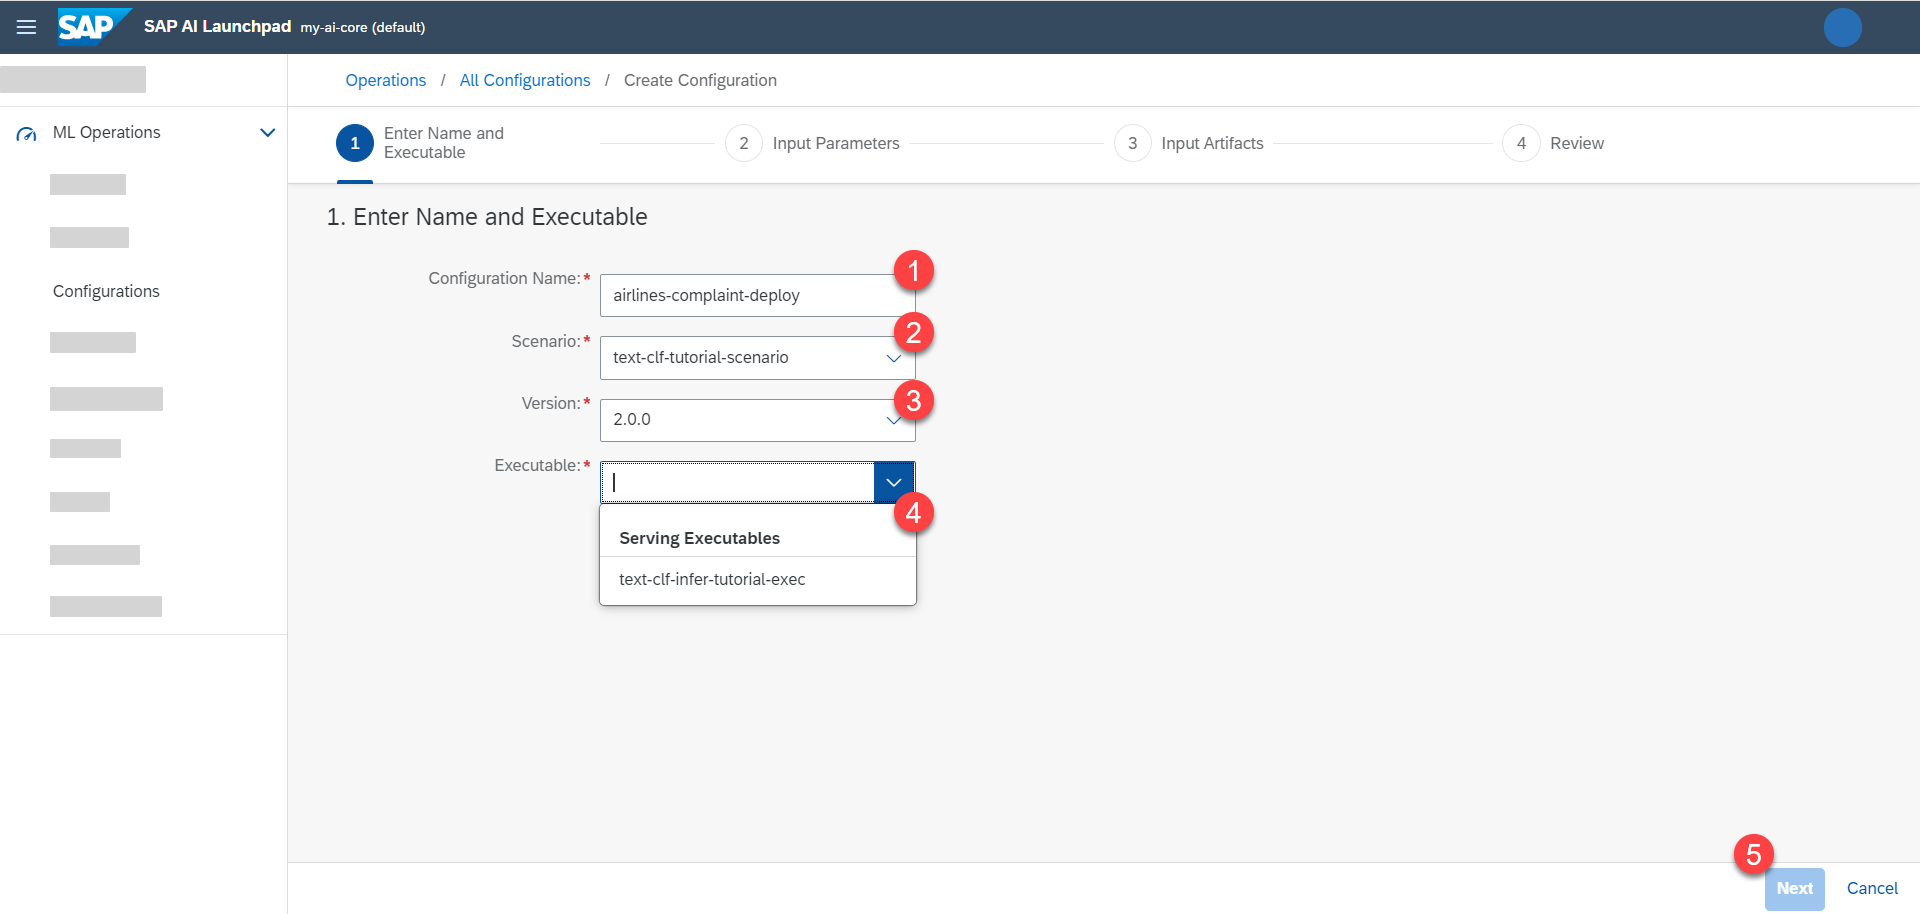 SAP SAP AI Launchpad my-ai-core (default)
Operations / All Configurations / Create Configuration
ML Operations
Configurations
1 Enter Name and
Executable
2 Input Parameters
3 Input Artifacts
4 Review
1. Enter Name and Executable
Configuration Name:*
airlines-complaint-deploy
1
Scenario:*
text-clf-tutorial-scenario
2
Version:*
2.0.0
3
Executable:*
4
Serving Executables
text-clf-infer-tutorial-exec
5
Next Cancel